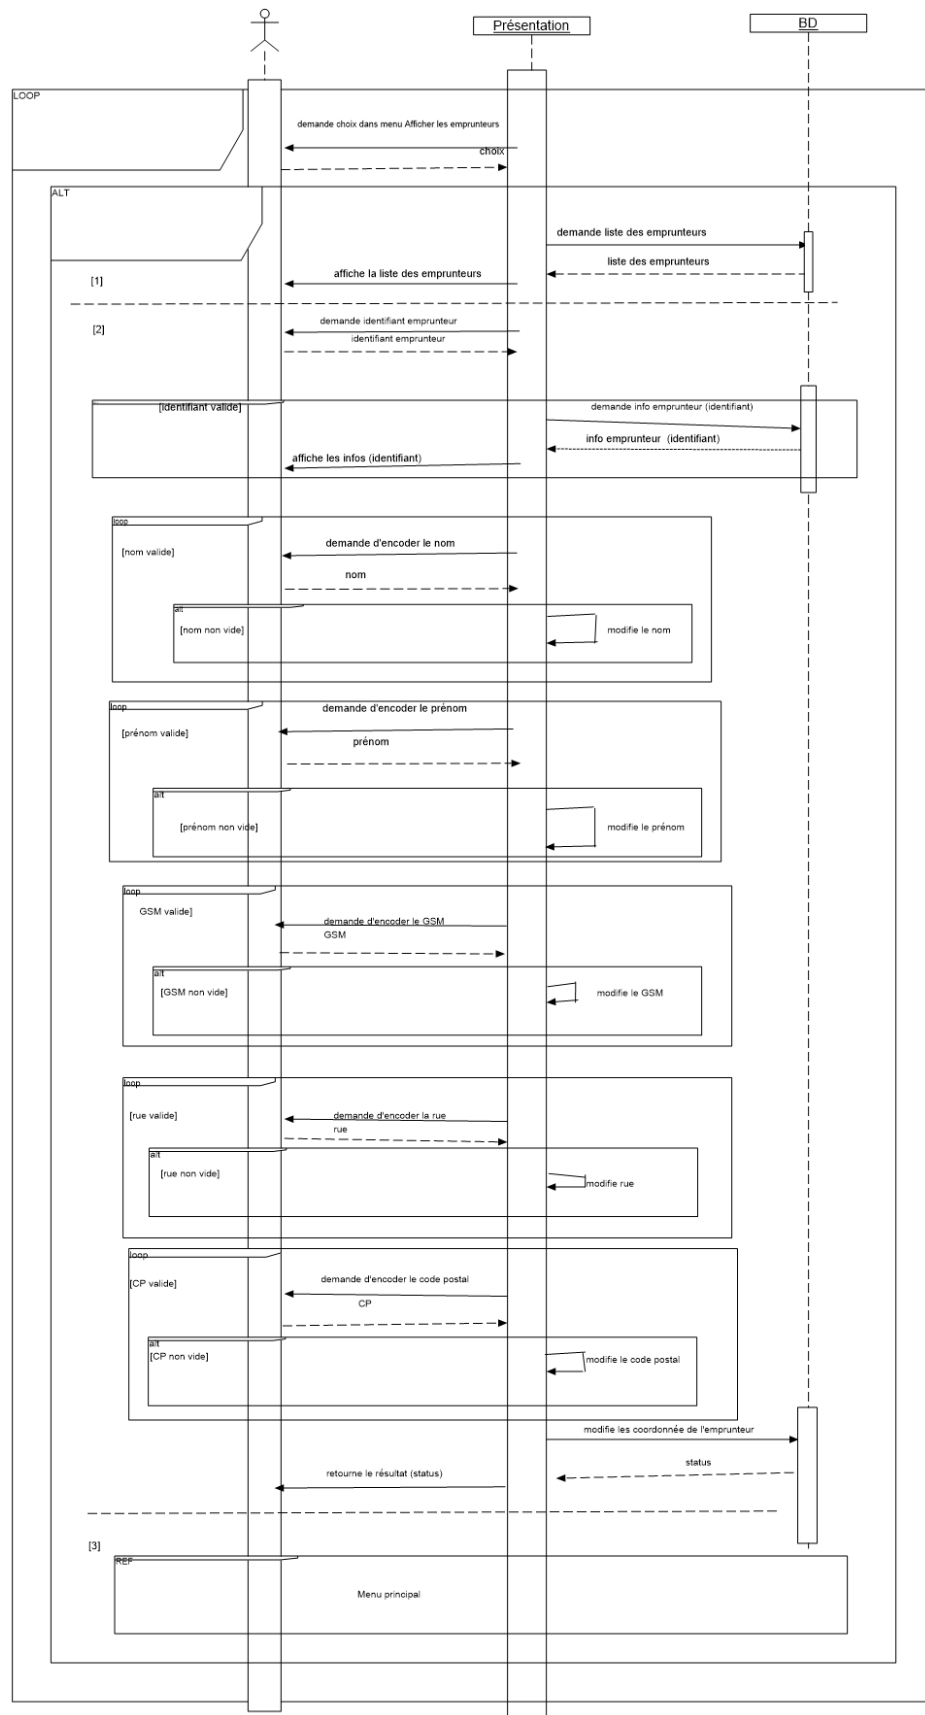 Présentation
BD
LOOP
demande choix dans menu Afficher les emprunteurs
choix
ALT
demande liste des emprunteurs
liste des emprunteurs
affiche la liste des emprunteurs
[1]
demande identifiant emprunteur
[2]
identifiant emprunteur
[identifiant valide]
demande info emprunteur (identifiant)
info emprunteur (identifiant)
affiche les infos (identifiant)
loop
demande d'encoder le nom
[nom valide]
nom
alt
[nom non vide]
modifie le nom
loop
demande d'encoder le prénom
[prénom valide]
prénom
alt
[prénom non vide]
modifie le prénom
loop
GSM valide]
demande d'encoder le GSM
GSM
alt
[GSM non vide]
modifie le GSM
loop
[rue valide]
demande d'encoder la rue
rue
alt
[rue non vide]
modifie rue
loop
[CP valide]
demande d'encoder le code postal
CP
alt
[CP non vide]
modifie le code postal
modifie les coordonnée de l'emprunteur
status
retourne le résultat (status)
[3]
REF
Menu principal